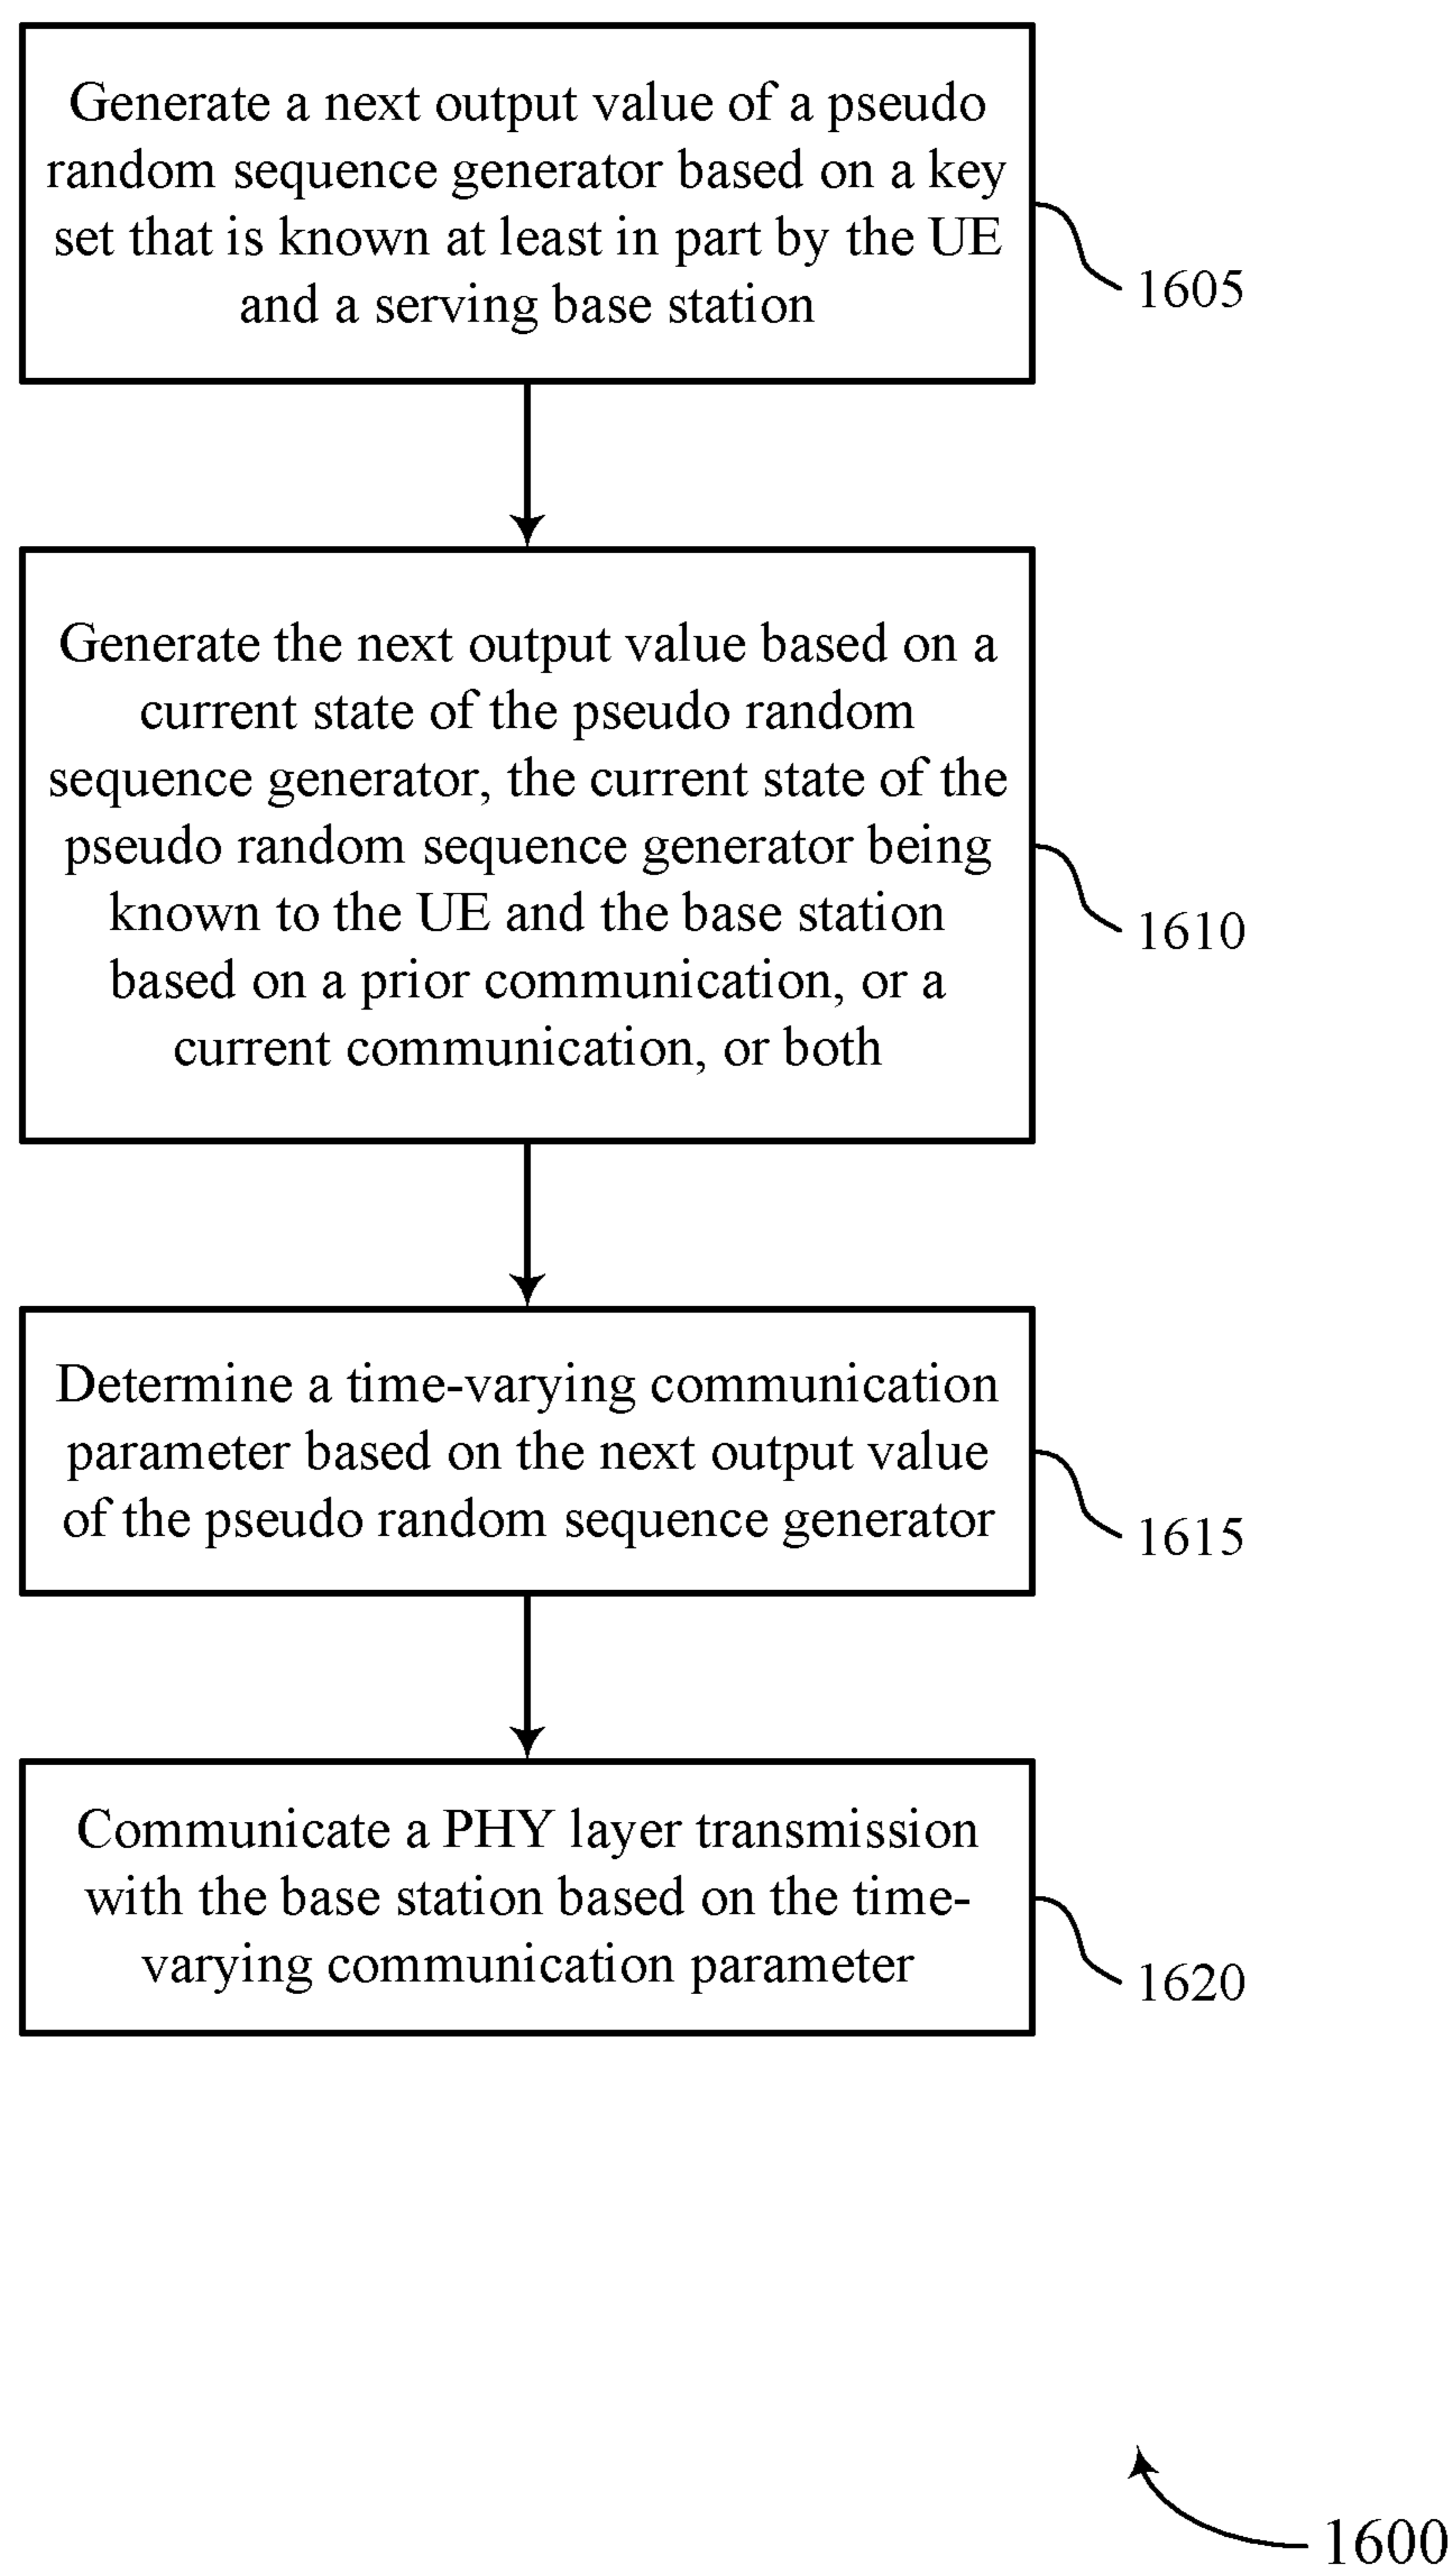 Generate a next output value of a pseudo
random sequence generator based on a key
set that is known at least in part by the UE
and a serving base station
1605
Generate the next output value based on a
current state of the pseudo random
sequence generator, the current state of the
pseudo random sequence generator being
known to the UE and the base station
based on a prior communication, or a
current communication, or both
1610
Determine a time-varying communication
parameter based on the next output value
of the pseudo random sequence generator
1615
Communicate a PHY layer transmission
with the base station based on the time-
varying communication parameter
1620
1600